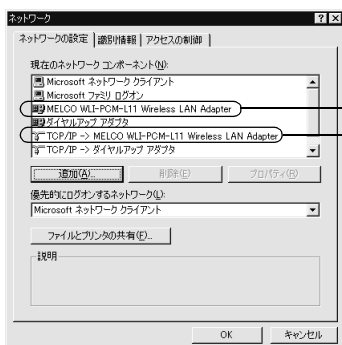 ネットワーク
ネットワークの設定 識別情報 アクセスの制御
現在のネットワーク コンポーネント(N):
Microsoft ネットワーク クライアント
Microsoft ファミリ ログオン
MELCO WLI-PCM-L11 Wireless LAN Adapter
ダイヤルアップ アダプタ
TCP/IP -> MELCO WLI-PCM-L11 Wireless LAN Adapter
TCP/IP -> ダイヤルアップ アダプタ
追加(A)... 削除(E) プロパティ(R)
優先的にログオンするネットワーク(L):
Microsoft ネットワーク クライアント
ファイルとプリンタの共有(F)...
説明
OK キャンセル